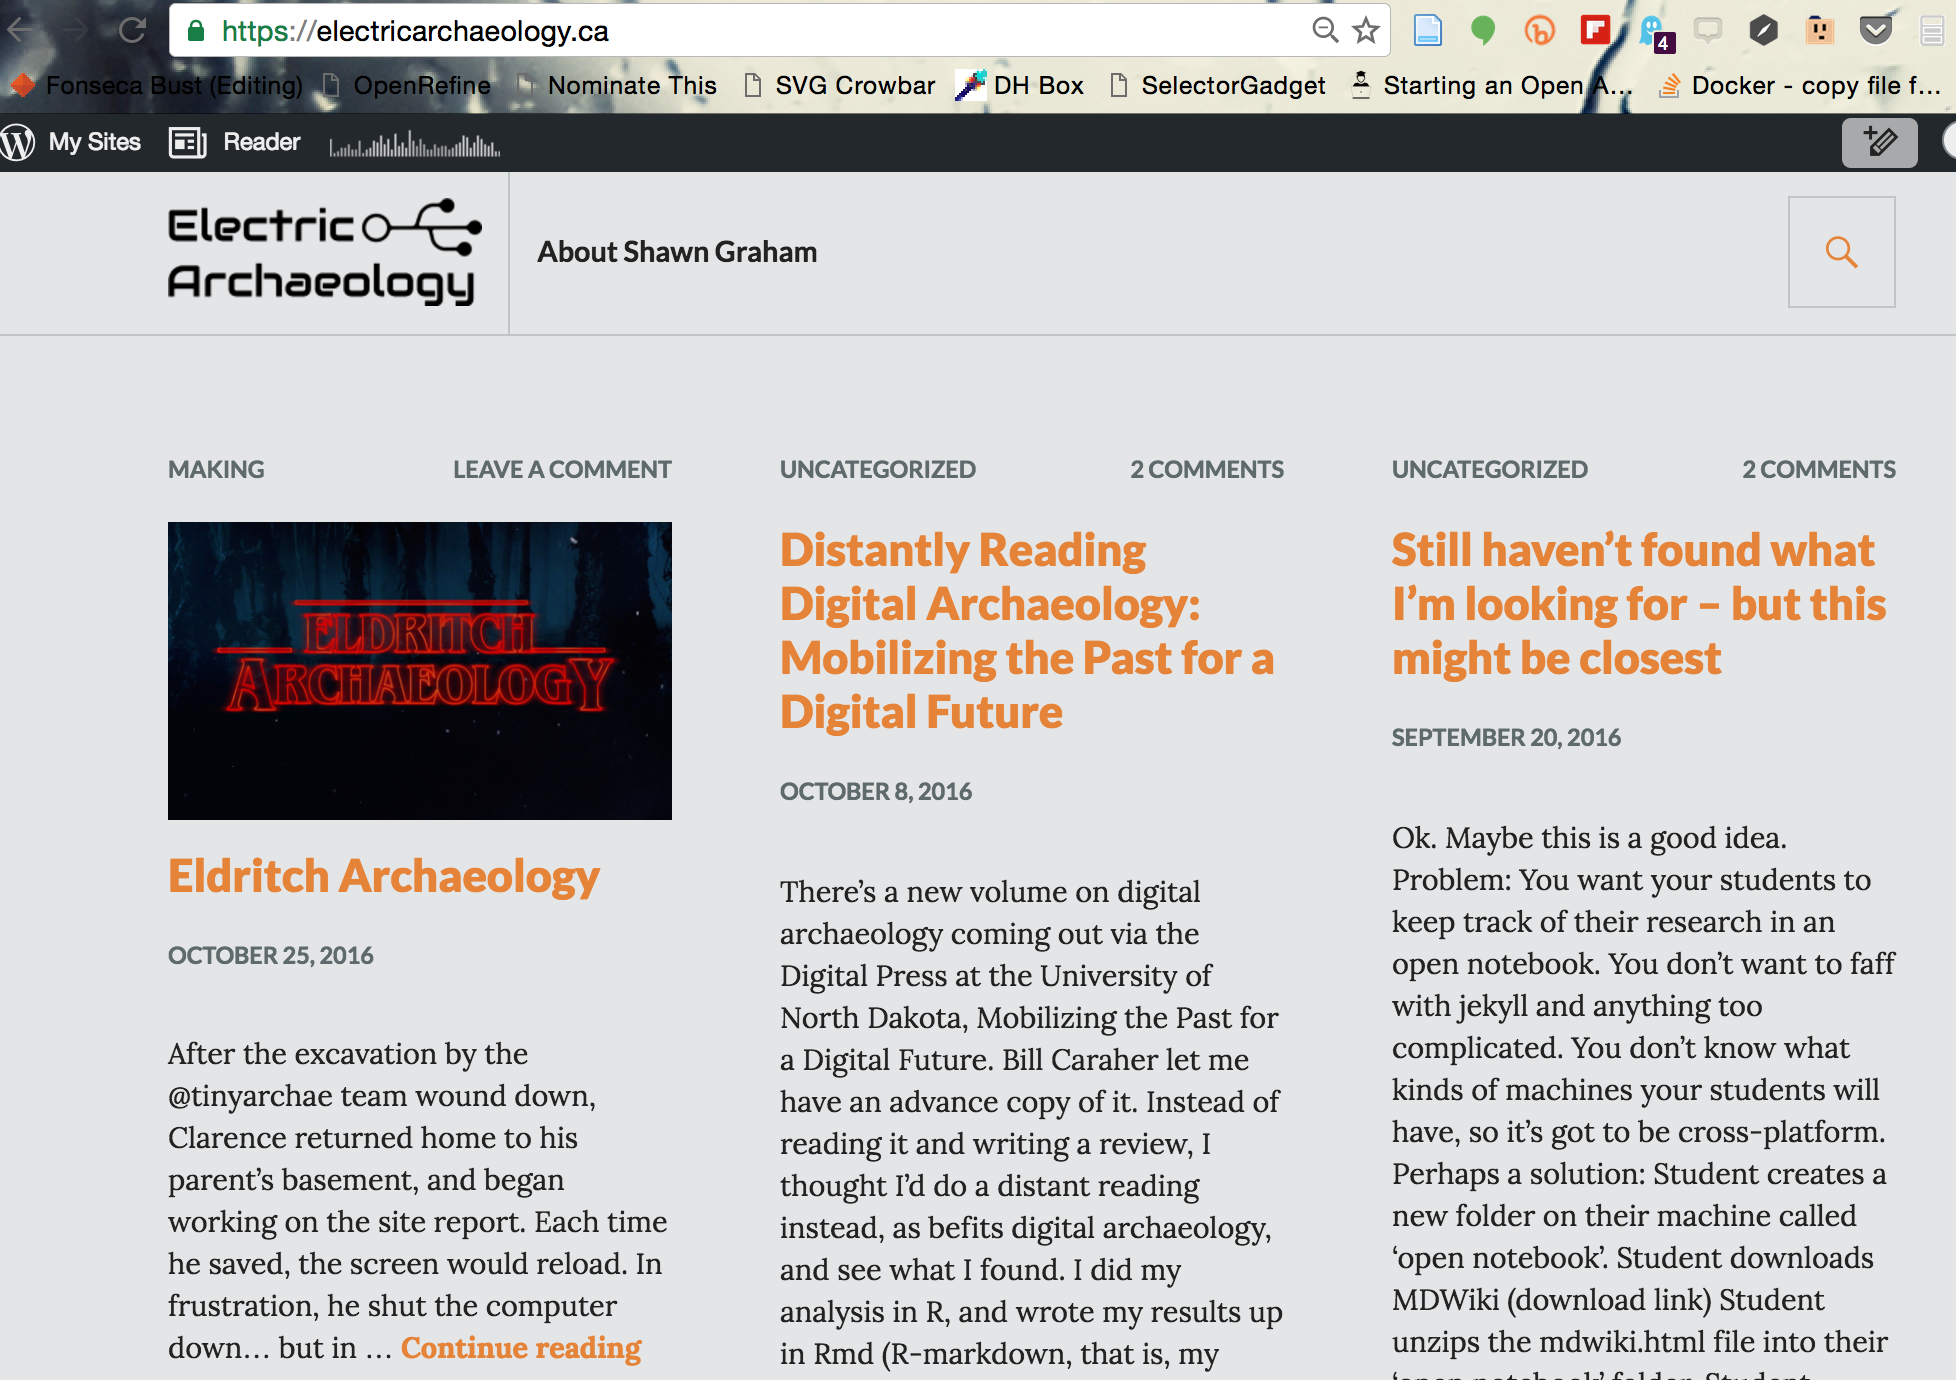 https://electricarchaeology.ca
4
Fonseca Bust (Editing) OpenRefine Nominate This SVG Crowbar DH Box SelectorGadget Starting an Open A... Docker - copy file f...
My Sites Reader
Electric
Archaeology
About Shawn Graham
MAKING LEAVE A COMMENT
ELDRITCH
ARCHAEOLOGY
Eldritch Archaeology
OCTOBER 25, 2016
After the excavation by the
@tinyarchae team wound down,
Clarence returned home to his
parent’s basement, and began
working on the site report. Each time
he saved, the screen would reload. In
frustration, he shut the computer
down… but in … Continue reading
UNCATEGORIZED 2 COMMENTS
Distantly Reading
Digital Archaeology:
Mobilizing the Past for a
Digital Future
OCTOBER 8, 2016
There’s a new volume on digital
archaeology coming out via the
Digital Press at the University of
North Dakota, Mobilizing the Past for
a Digital Future. Bill Caraher let me
have an advance copy of it. Instead of
reading it and writing a review, I
thought I’d do a distant reading
instead, as befits digital archaeology,
and see what I found. I did my
analysis in R, and wrote my results up
in Rmd (R-markdown, that is, my
UNCATEGORIZED 2 COMMENTS
Still haven’t found what
I’m looking for – but this
might be closest
SEPTEMBER 20, 2016
Ok. Maybe this is a good idea.
Problem: You want your students to
keep track of their research in an
open notebook. You don’t want to faff
with jekyll and anything too
complicated. You don’t know what
kinds of machines your students will
have, so it’s got to be cross-platform.
Perhaps a solution: Student creates a
new folder on their machine called
‘open notebook’. Student downloads
MDWiki (download link) Student
unzips the mdwiki.html file into their
‘open notebook’ folder. Student